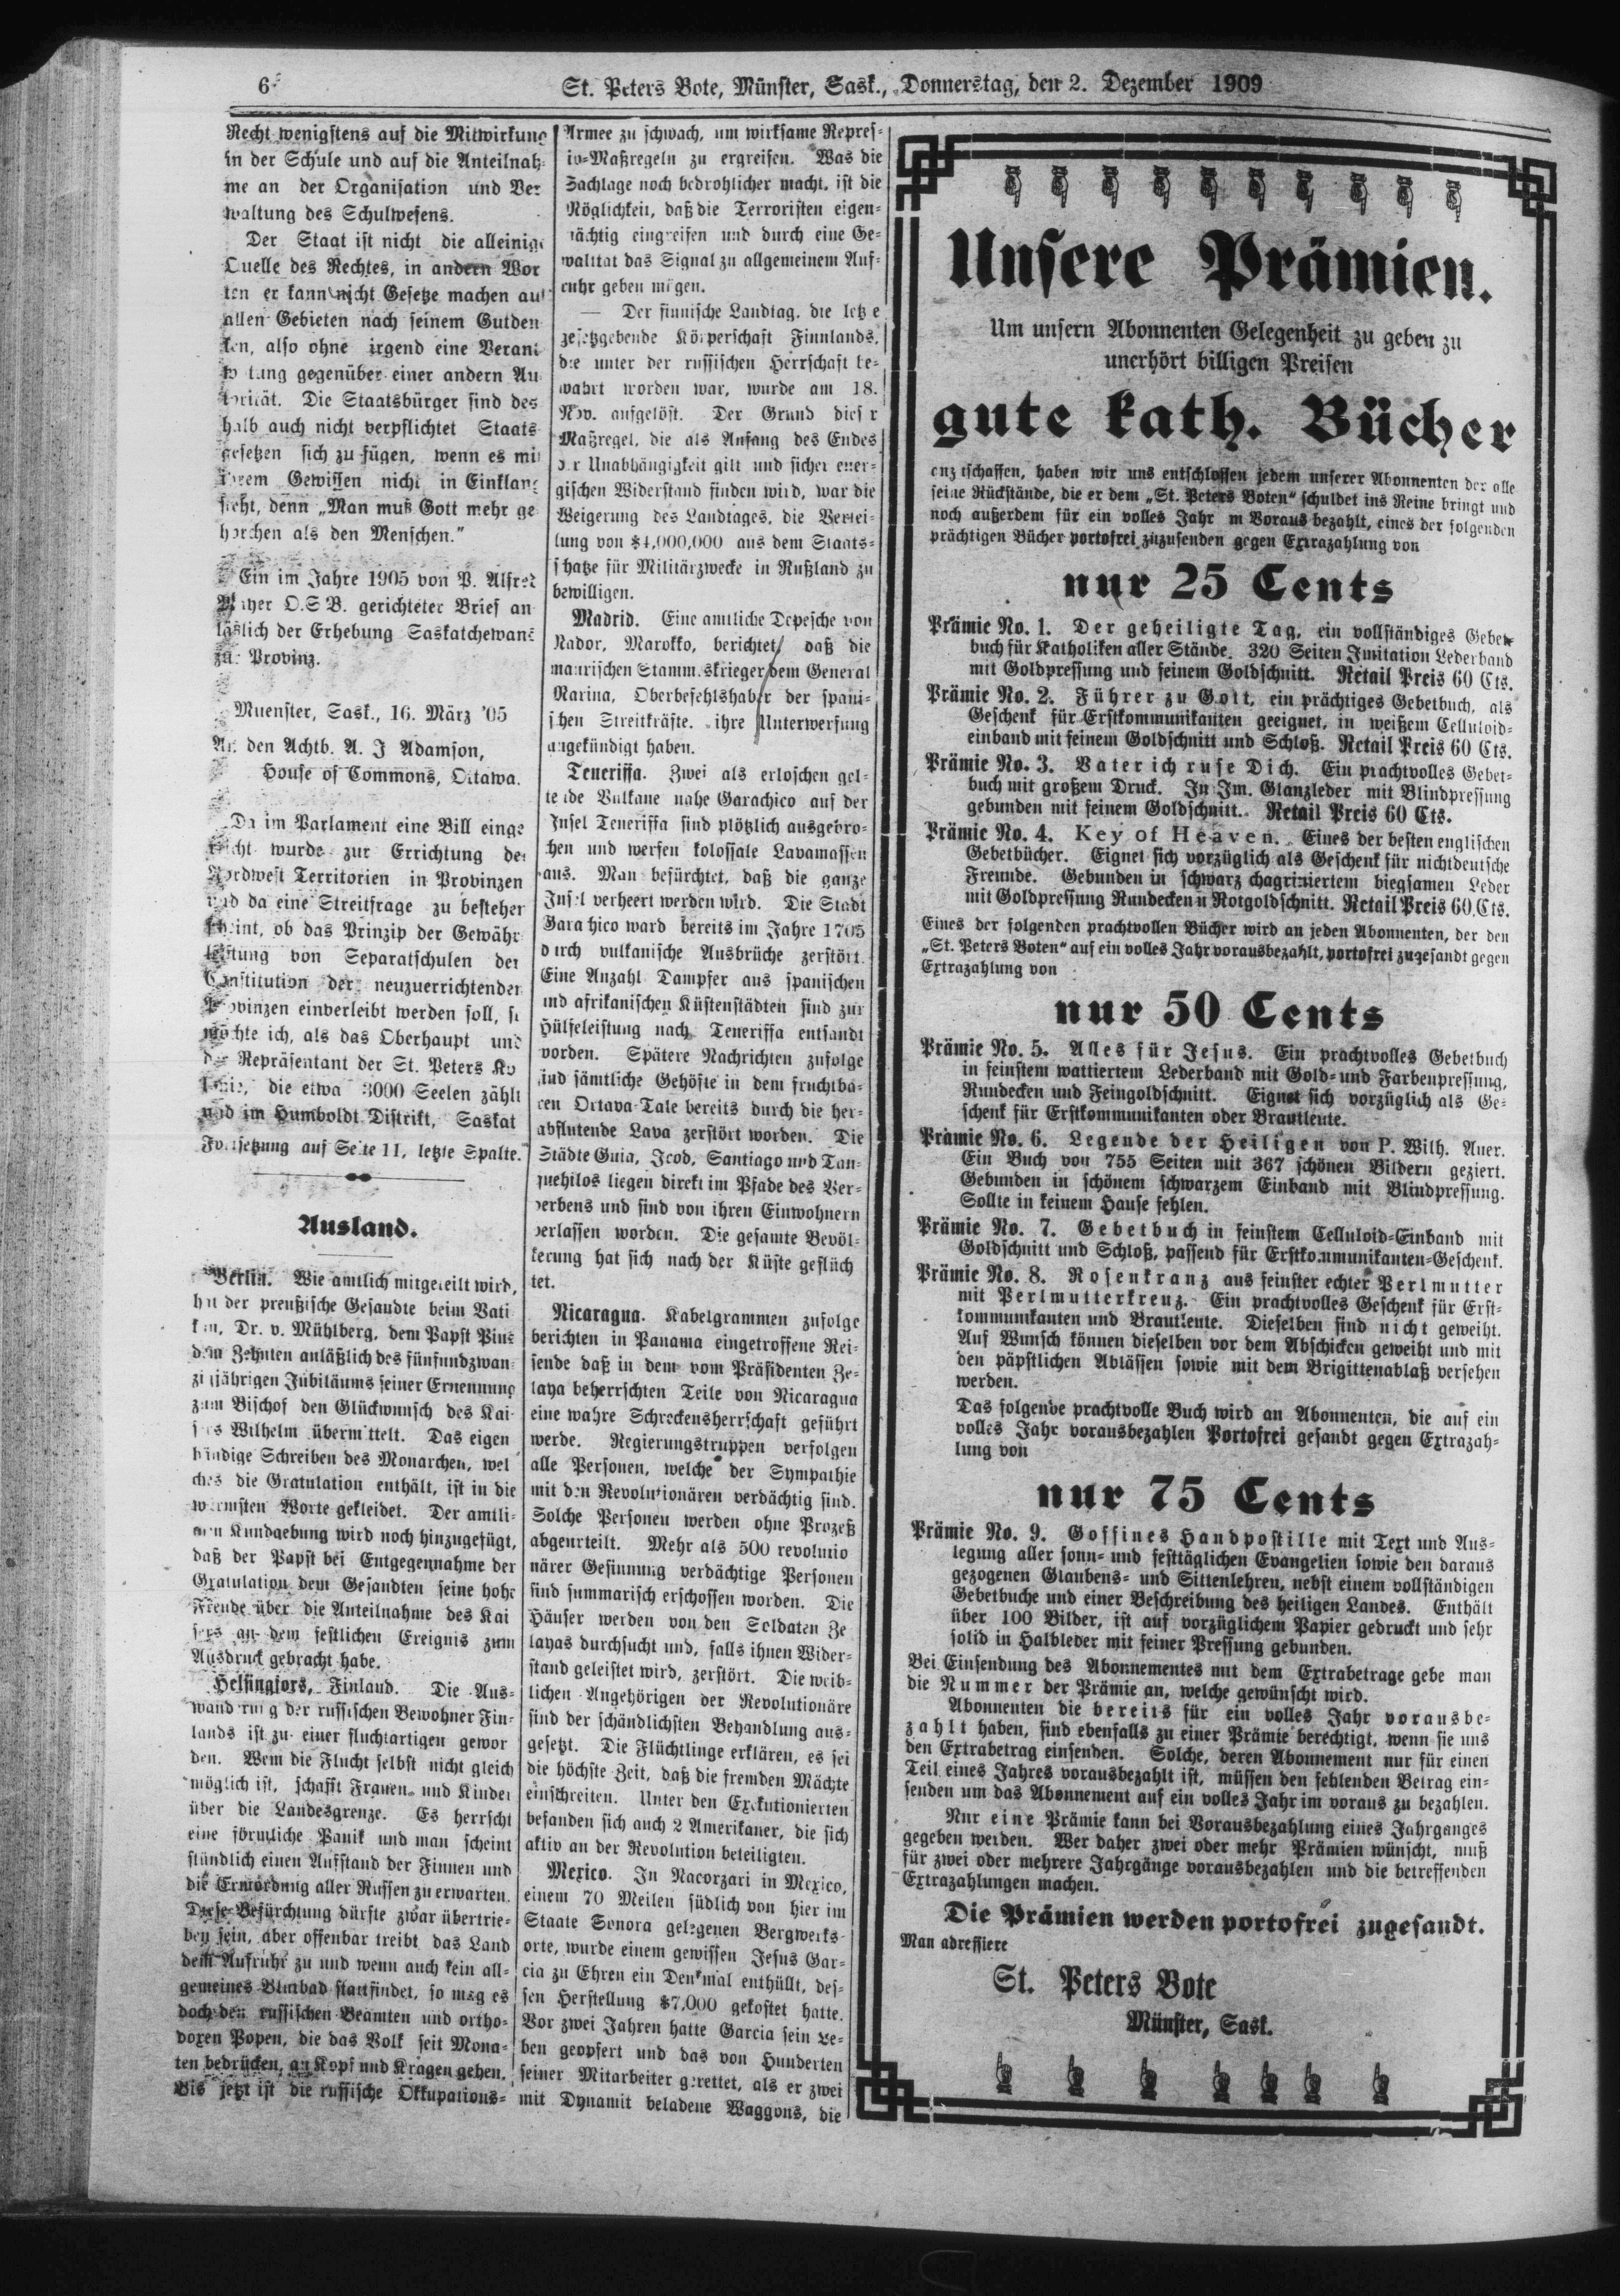 6
St. Peters Bote, Münster, Sask., Donnerstag, den 2. Dezember 1909
Recht wenigstens auf die Mitwirkung
in der Schule und auf die Anteilnah-
me an der Organisation und Ver
waltung des Schulwesens.
Der Staat ist nicht die alleinige
Quelle des Rechtes, in andern Wor
ten er kann nicht Gesetze machen auf
allen Gebieten nach seinem Gutden
ken, also ohne irgend eine Verant
wortung gegenüber einer andern Au
torität. Die Staatsbürger sind des
halb auch nicht verpflichtet Staats
gesetzen sich zu fügen, wenn es mit
ihrem Gewissen nicht in Einklang
steht, denn „Man muß Gott mehr ge
horchen als den Menschen.“
Ein im Jahre 1905 von P. Alfred
Mayer O.S.B. gerichteter Brief an
läßlich der Erhebung Saskatchewans
zur Provinz.
Muenster, Sask., 16. März '05
An den Achtb. A. J Adamson,
House of Commons, Ottawa.
Da im Parlament eine Bill einge
reicht wurde zur Errichtung der
Nordwest Territorien in Provinzen
und da eine Streitfrage zu bestehen
scheint, ob das Prinzip der Gewähr
leistung von Separatschulen der
Constitution der neuzuerrichtenden
Provinzen einverleibt werden soll, so
möchte ich, als das Oberhaupt und
der Repräsentant der St. Peters Ko
lonie, die etwa 8000 Seelen zählt
und im Humboldt Distrikt, Saskat
Fortsetzung auf Seite 11, letzte Spalte.
Ausland.
Berlin. Wie amtlich mitgeteilt wird,
hat der preußische Gesandte beim Vati
kan, Dr. v. Mühlberg, dem Papst Pius
dem Zehnten anläßlich des fünfundzwan-
zigjährigen Jubiläums seiner Ernennung
zum Bischof den Glückwunsch des Kai-
sers Wilhelm übermittelt. Das eigen
händige Schreiben des Monarchen, wel
ches die Gratulation enthält, ist in die
wärmsten Worte gekleidet. Der amtli-
chen Kundgebung wird noch hinzugefügt,
daß der Papst bei Entgegennahme der
Gratulation dem Gesandten seine hohe
Freude über die Anteilnahme des Kai
sers an dem festlichen Ereignis zum
Ausdruck gebracht habe.
Helsingfors, Finland. Die Aus-
wanderung der russischen Bewohner Fin-
lands ist zu einer fluchtartigen gewor
den. Wem die Flucht selbst nicht gleich
möglich ist, schafft Frauen und Kinder
über die Landesgrenze. Es herrscht
eine förmliche Panik und man scheint
stündlich einen Aufstand der Finnen und
die Ermordung aller Russen zu erwarten.
Diese Befürchtung dürfte zwar übertrie-
ben sein, aber offenbar treibt das Land
dem Aufruhr zu und wenn auch kein all-
gemeines Blutbad stattfindet, so mag es
doch den russischen Beamten und ortho-
doxen Popen, die das Volk seit Mona-
ten bedrücken, an Kopf und Kragen gehen.
Bis jetzt ist die russische Okkupations-
Armee zu schwach, um wirksame Repres-
iv-Maßregeln zu ergreifen. Was die
Sachlage noch bedrohlicher macht, ist die
Möglichkeit, daß die Terroristen eigen-
mächtig eingreifen und durch eine Ge-
walttat das Signal zu allgemeinem Auf-
ruhr geben mögen.
— Der finnische Landtag, die letzte
gesetzgebende Körperschaft Finnlands,
die unter der russischen Herrschaft be-
wahrt worden war, wurde am 18.
Nov. aufgelöst. Der Grund dieser
Maßregel, die als Anfang des Endes
der Unabhängigkeit gilt und sicher ener-
gischen Widerstand finden wird, war die
Weigerung des Landtages, die Vertei-
lung von $4,000,000 aus dem Staats-
schatze für Militärzwecke in Rußland zu
bewilligen.
Madrid. Eine amtliche Depesche von
Nador, Marokko, berichtet, daß die
maurischen Stammeskrieger dem General
Marina, Oberbefehlshaber der spani-
schen Streitkräfte, ihre Unterwerfung
angekündigt haben.
Teneriffa. Zwei als erloschen gel-
tende Vulkane nahe Garachico auf der
Insel Teneriffa sind plötzlich ausgebro-
chen und werfen kolossale Lavamassen
aus. Man befürchtet, daß die ganze
Insel verheert werden wird. Die Stadt
Garachico ward bereits im Jahre 1705
durch vulkanische Ausbrüche zerstört.
Eine Anzahl Dampfer aus spanischen
und afrikanischen Küstenstädten sind zur
Hülfeleistung nach Teneriffa entsandt
worden. Spätere Nachrichten zufolge
sind sämtliche Gehöfte in dem fruchtba-
ren Ortava-Tale bereits durch die her-
abflutende Lava zerstört worden. Die
Städte Guia, Icod, Santiago und Tan-
quehilos liegen direkt im Pfade des Ver-
derbens und sind von ihren Einwohnern
verlassen worden. Die gesamte Bevöl-
kerung hat sich nach der Küste geflüch
tet.
Nicaragua. Kabelgrammen zufolge
berichten in Panama eingetroffene Rei-
sende daß in dem vom Präsidenten Ze-
laya beherrschten Teile von Nicaragua
eine wahre Schreckensherrschaft geführt
werde. Regierungstruppen verfolgen
alle Personen, welche der Sympathie
mit den Revolutionären verdächtig sind.
Solche Personen werden ohne Prozeß
abgeurteilt. Mehr als 500 revolutio
närer Gesinnung verdächtige Personen
sind summarisch erschossen worden. Die
Häuser werden von den Soldaten Ze
layas durchsucht und, falls ihnen Wider-
stand geleistet wird, zerstört. Die weib-
lichen Angehörigen der Revolutionäre
sind der schändlichsten Behandlung aus-
gesetzt. Die Flüchtlinge erklären, es sei
die höchste Zeit, daß die fremden Mächte
einschreiten. Unter den Exekutionierten
befanden sich auch 2 Amerikaner, die sich
aktiv an der Revolution beteiligten.
Mexico. In Nacorzari in Mexico,
einem 70 Meilen südlich von hier im
Staate Sonora gelegenen Bergwerks-
orte, wurde einem gewissen Jesus Gar-
cia zu Ehren ein Denkmal enthüllt, des-
sen Herstellung $7,000 gekostet hatte.
Vor zwei Jahren hatte Garcia sein Le-
ben geopfert und das von Hunderten
seiner Mitarbeiter gerettet, als er zwei
mit Dynamit beladene Waggons, die
Unsere Prämien.
Um unsern Abonnenten Gelegenheit zu geben zu
unerhört billigen Preisen
gute kath. Bücher
anzuschaffen, haben wir uns entschlossen jedem unserer Abonnenten der alle
seine Rückstände, die er dem „St. Peters Boten“ schuldet ins Reine bringt und
noch außerdem für ein volles Jahr im Voraus bezahlt, eines der folgenden
prächtigen Bücher portofrei zuzusenden gegen Extrazahlung von
nur 25 Cents
Prämie No. 1. Der geheiligte Tag, ein vollständiges Gebet-
buch für Katholiken aller Stände. 320 Seiten Imitation Lederband
mit Goldpressung und feinem Goldschnitt. Retail Preis 60 Cts.
Prämie No. 2. Führer zu Gott, ein prächtiges Gebetbuch, als
Geschenk für Erstkommunikanten geeignet, in weißem Celluloid-
einband mit feinem Goldschnitt und Schloß. Retail Preis 60 Cts.
Prämie No. 3. Vater ich rufe Dich. Ein prachtvolles Gebet-
buch mit großem Druck. In Im. Glanzleder mit Blindpressung
gebunden mit feinem Goldschnitt. Retail Preis 60 Cts.
Prämie No. 4. Key of Heaven. Eines der besten englischen
Gebetbücher. Eignet sich vorzüglich als Geschenk für nichtdeutsche
Freunde. Gebunden in schwarz chagriniertem biegsamen Leder
mit Goldpressung Rundecken u Rotgoldschnitt. Retail Preis 60 Cts.
Eines der folgenden prachtvollen Bücher wird an jeden Abonnenten, der den
„St. Peters Boten“ auf ein volles Jahr vorausbezahlt, portofrei zugesandt gegen
Extrazahlung von
nur 50 Cents
Prämie No. 5. Alles für Jesus. Ein prachtvolles Gebetbuch
in feinstem wattiertem Lederband mit Gold- und Farbenpressung,
Rundecken und Feingoldschnitt. Eignet sich vorzüglich als Ge-
schenk für Erstkommunikanten oder Brautleute.
Prämie No. 6. Legende der Heiligen von P. Wilh. Auer.
Ein Buch von 755 Seiten mit 367 schönen Bildern geziert.
Gebunden in schönem schwarzem Einband mit Blindpressung.
Sollte in keinem Hause fehlen.
Prämie No. 7. Gebetbuch in feinstem Celluloid-Einband mit
Goldschnitt und Schloß, passend für Erstkommunikanten-Geschenk.
Prämie No. 8. Rosenkranz aus feinster echter Perlmutter
mit Perlmutterkreuz. Ein prachtvolles Geschenk für Erst-
kommunikanten und Brautleute. Dieselben sind nicht geweiht.
Auf Wunsch können dieselben vor dem Abschicken geweiht und mit
den päpstlichen Ablässen sowie mit dem Brigittenablaß versehen
werden.
Das folgende prachtvolle Buch wird an Abonnenten, die auf ein
volles Jahr vorausbezahlen Portofrei gesandt gegen Extrazah-
lung von
nur 75 Cents
Prämie No. 9. Goffines Handpostille mit Text und Aus-
legung aller sonn- und festtäglichen Evangelien sowie den daraus
gezogenen Glaubens- und Sittenlehren, nebst einem vollständigen
Gebetbuche und einer Beschreibung des heiligen Landes. Enthält
über 100 Bilder, ist auf vorzüglichem Papier gedruckt und sehr
solid in Halbleder mit feiner Pressung gebunden.
Bei Einsendung des Abonnementes mit dem Extrabetrage gebe man
die Nummer der Prämie an, welche gewünscht wird.
Abonnenten die bereits für ein volles Jahr vorausbe-
zahlt haben, sind ebenfalls zu einer Prämie berechtigt, wenn sie uns
den Extrabetrag einsenden. Solche, deren Abonnement nur für einen
Teil eines Jahres vorausbezahlt ist, müssen den fehlenden Betrag ein-
senden um das Abonnement auf ein volles Jahr im voraus zu bezahlen.
Nur eine Prämie kann bei Vorausbezahlung eines Jahrganges
gegeben werden. Wer daher zwei oder mehr Prämien wünscht, muß
für zwei oder mehrere Jahrgänge vorausbezahlen und die betreffenden
Extrazahlungen machen.
Die Prämien werden portofrei zugesandt.
Man adressiere
St. Peters Bote
Münster, Sask.